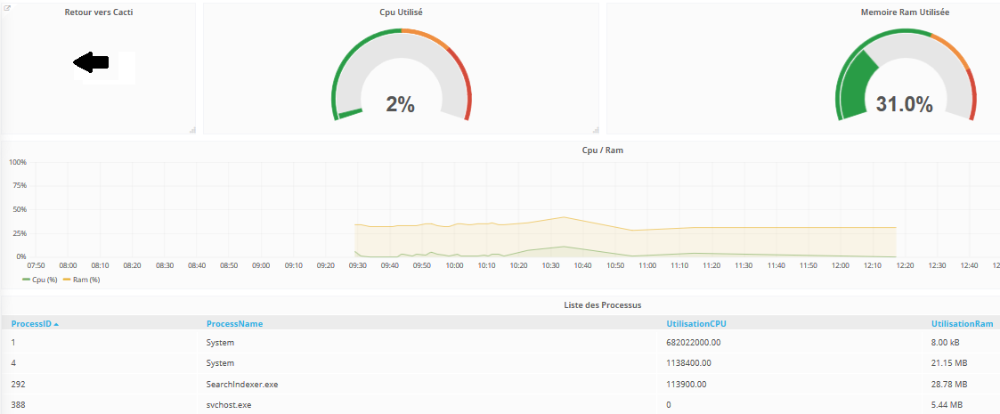 Retour vers Cacti
Cpu Utilisé
Memoire Ram Utilisée
2%
31.0%
Cpu / Ram
100%
75%
50%
25%
0%
07:50 08:00 08:10 08:20 08:30 08:40 08:50 09:00 09:10 09:20 09:30 09:40 09:50 10:00 10:10 10:20 10:30 10:40 10:50 11:00 11:10 11:20 11:30 11:40 11:50 12:00 12:10 12:20 12:30 12:40 12
Cpu (%) Ram (%)
Liste des Processus
ProcessID ProcessName UtilisationCPU UtilisationRam
1 System 682022000.00 8.00 kB
4 System 1138400.00 21.15 MB
292 SearchIndexer.exe 113900.00 28.78 MB
388 svchost.exe 0 5.44 MB